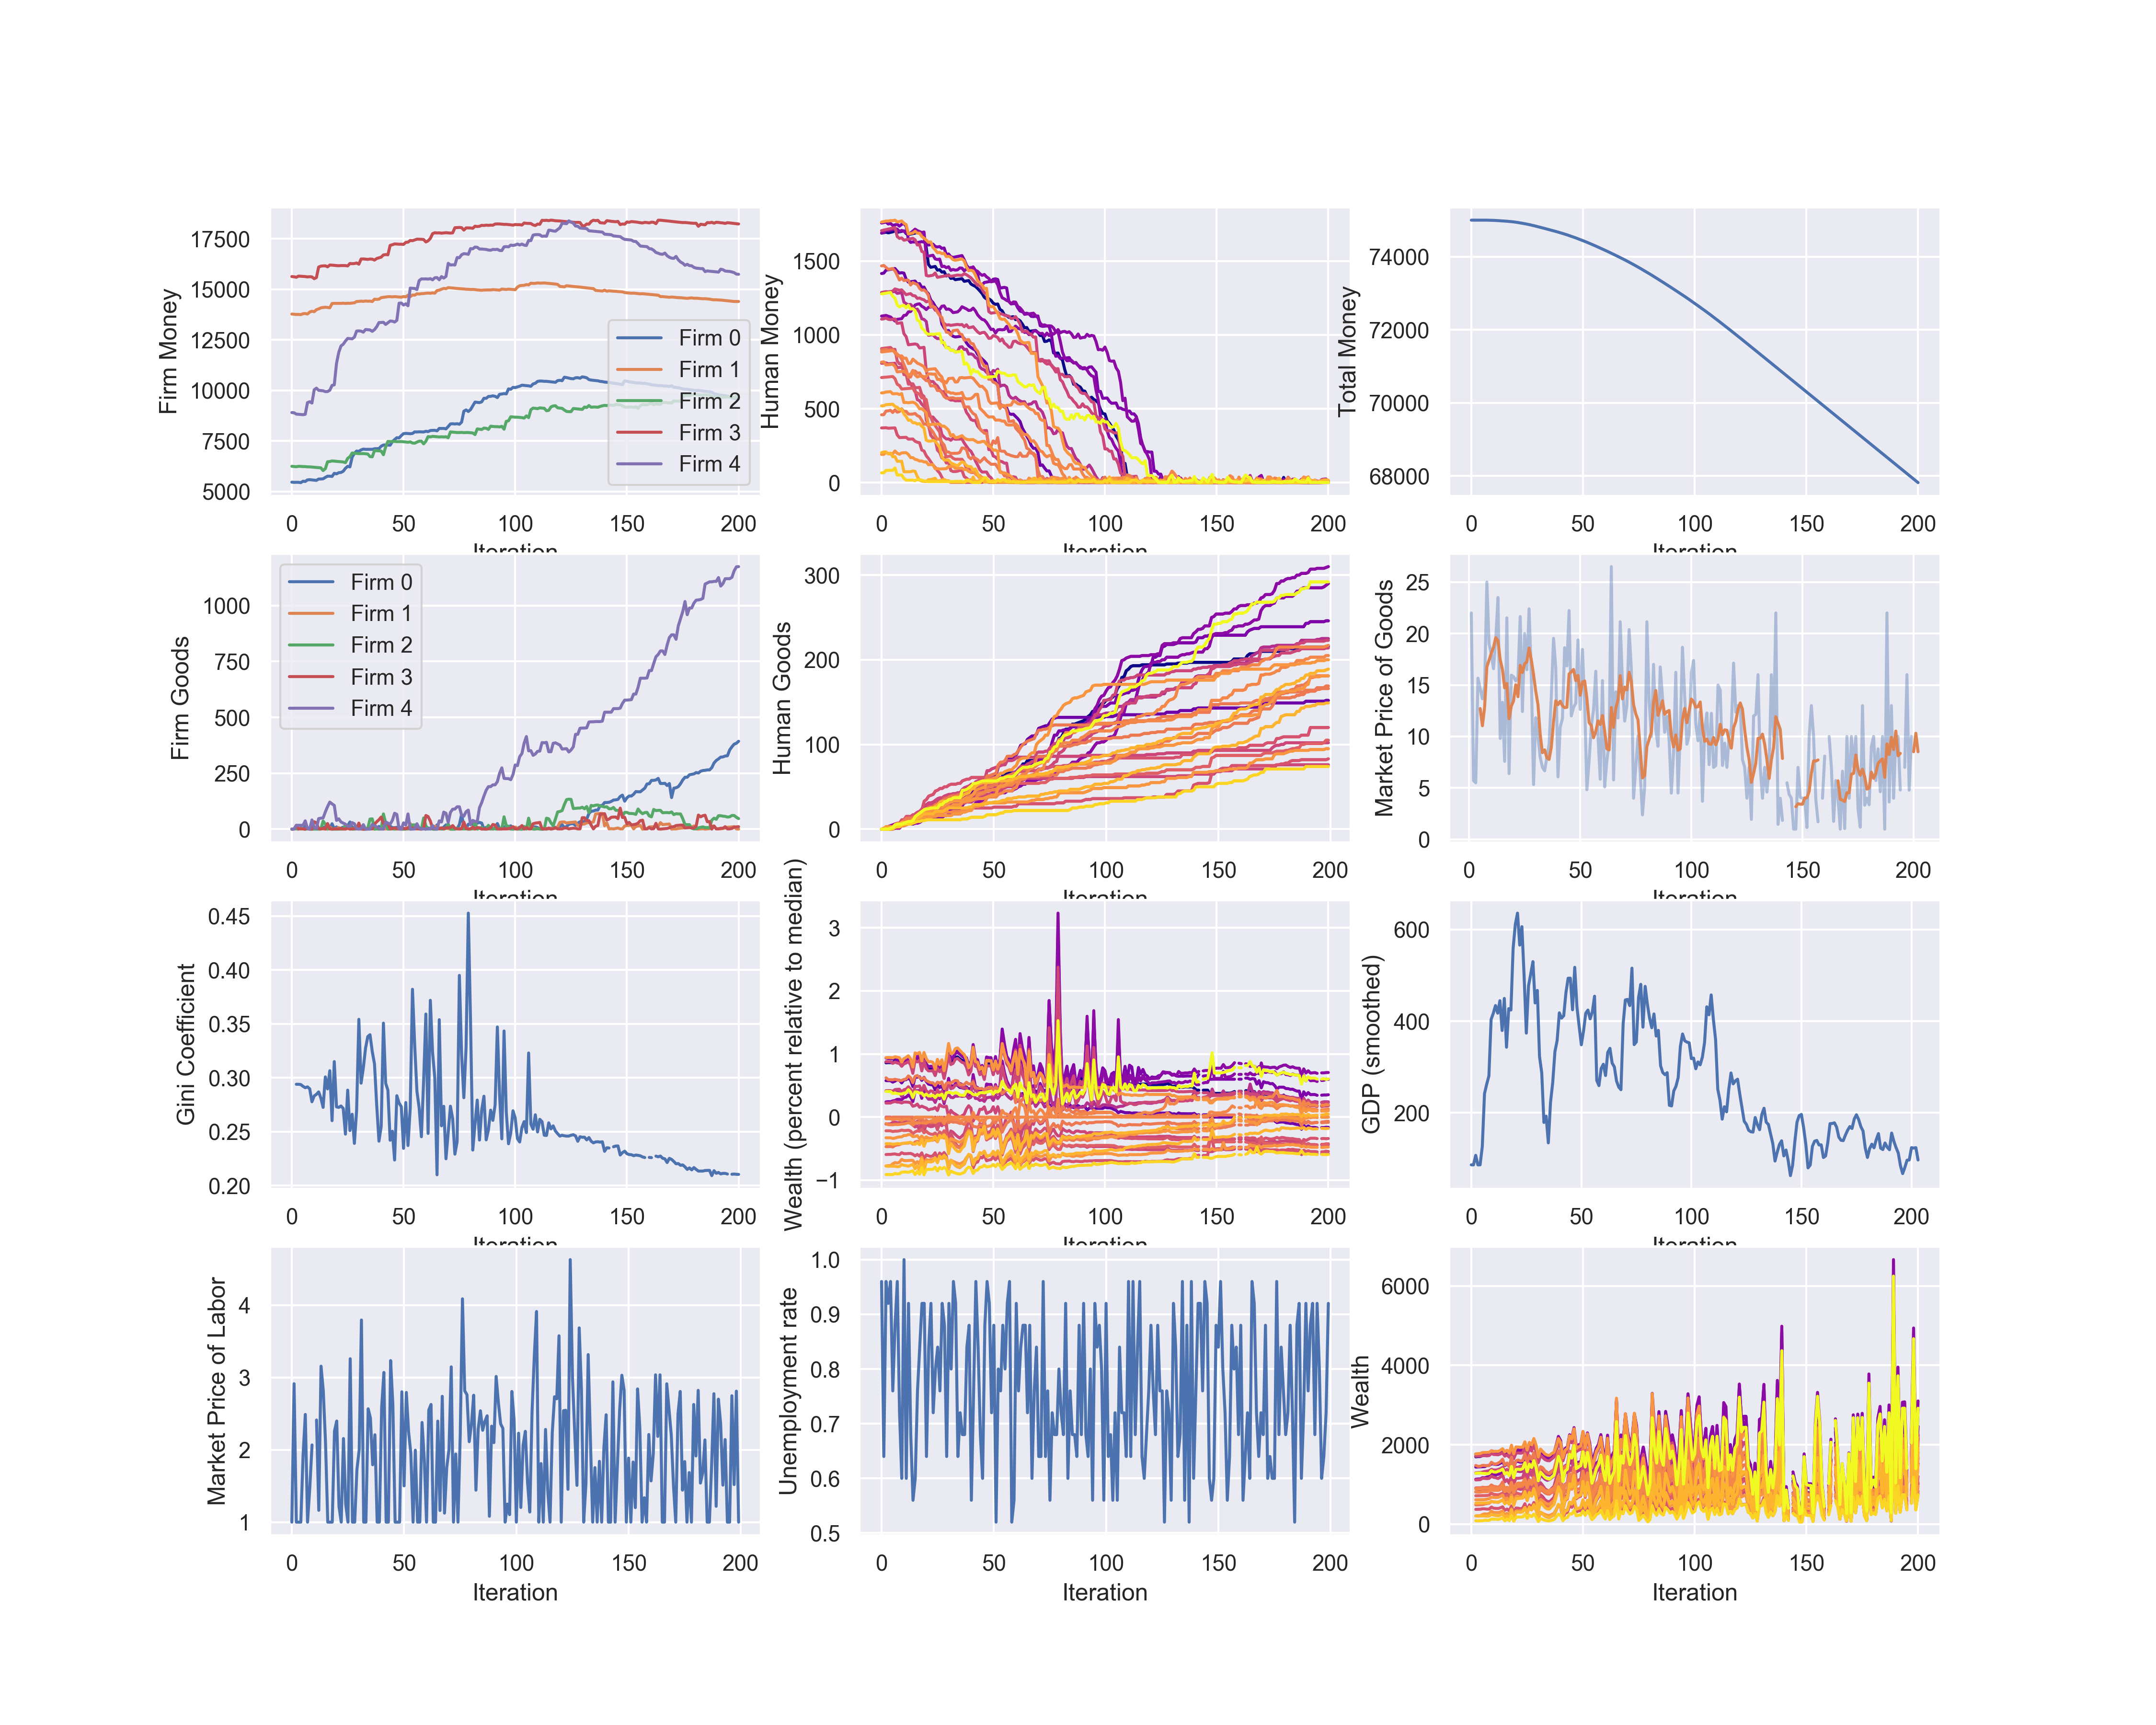 Firm Money
17500
15000
12500
10000
7500
5000
0 50 100 150 200
Iteration
Firm 0
Firm 1
Firm 2
Firm 3
Firm 4
Human Money
1500
1000
500
0
0 50 100 150 200
Iteration
Total Money
74000
72000
70000
68000
0 50 100 150 200
Iteration
Firm Goods
1000
750
500
250
0
0 50 100 150 200
Iteration
Firm 0
Firm 1
Firm 2
Firm 3
Firm 4
Human Goods
300
200
100
0
0 50 100 150 200
Iteration
Market Price of Goods
25
20
15
10
5
0
0 50 100 150 200
Iteration
Gini Coefficient
0.45
0.40
0.35
0.30
0.25
0.20
0 50 100 150 200
Iteration
Wealth (percent relative to median)
3
2
1
0
−1
0 50 100 150 200
Iteration
GDP (smoothed)
600
400
200
0 50 100 150 200
Iteration
Market Price of Labor
4
3
2
1
0 50 100 150 200
Iteration
Unemployment rate
1.0
0.9
0.8
0.7
0.6
0.5
0 50 100 150 200
Iteration
Wealth
6000
4000
2000
0
0 50 100 150 200
Iteration